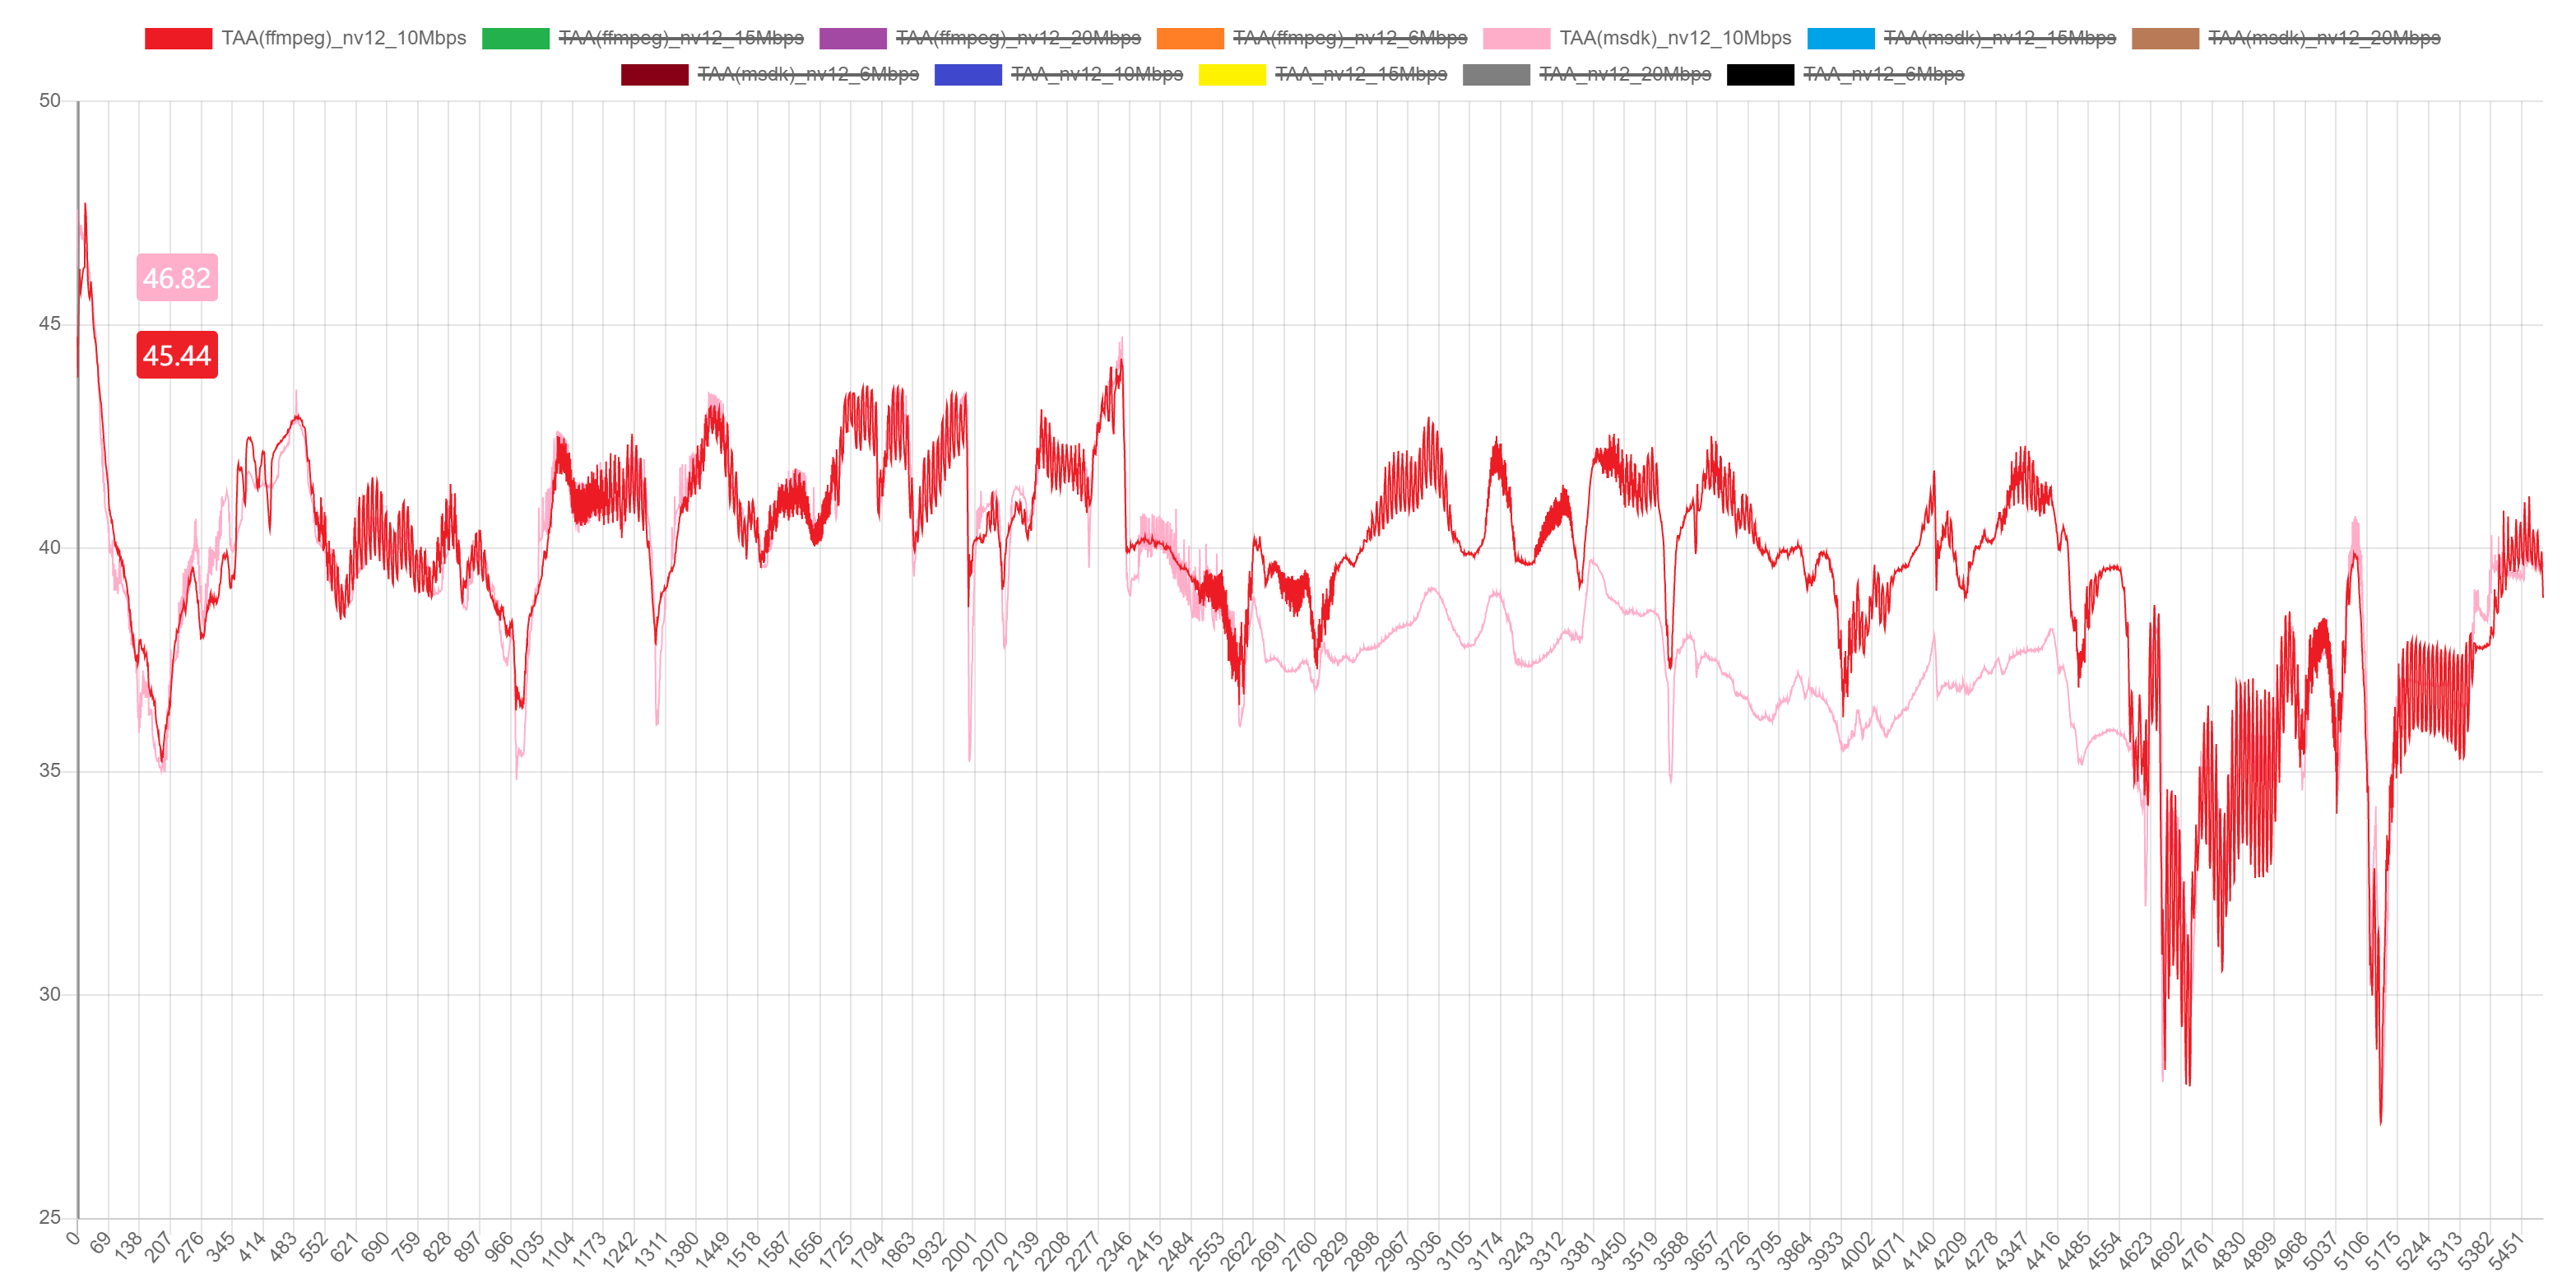 TAA(ffmpeg)_nv12_10Mbps TAA(ffmpeg)_nv12_15Mbps TAA(ffmpeg)_nv12_20Mbps TAA(ffmpeg)_nv12_6Mbps TAA(msdk)_nv12_10Mbps TAA(msdk)_nv12_15Mbps TAA(msdk)_nv12_20Mbps
TAA(msdk)_nv12_6Mbps TAA_nv12_10Mbps TAA_nv12_15Mbps TAA_nv12_20Mbps TAA_nv12_6Mbps
50
46.82
45
45.44
40
35
30
25
0 69 138 207 276 345 414 483 552 621 690 759 828 897 966 1035 1104 1173 1242 1311 1380 1449 1518 1587 1656 1725 1794 1863 1932 2001 2070 2139 2208 2277 2346 2415 2484 2553 2622 2691 2760 2829 2898 2967 3036 3105 3174 3243 3312 3381 3450 3519 3588 3657 3726 3795 3864 3933 4002 4071 4140 4209 4278 4347 4416 4485 4554 4623 4692 4761 4830 4899 4968 5037 5106 5175 5244 5313 5382 5451